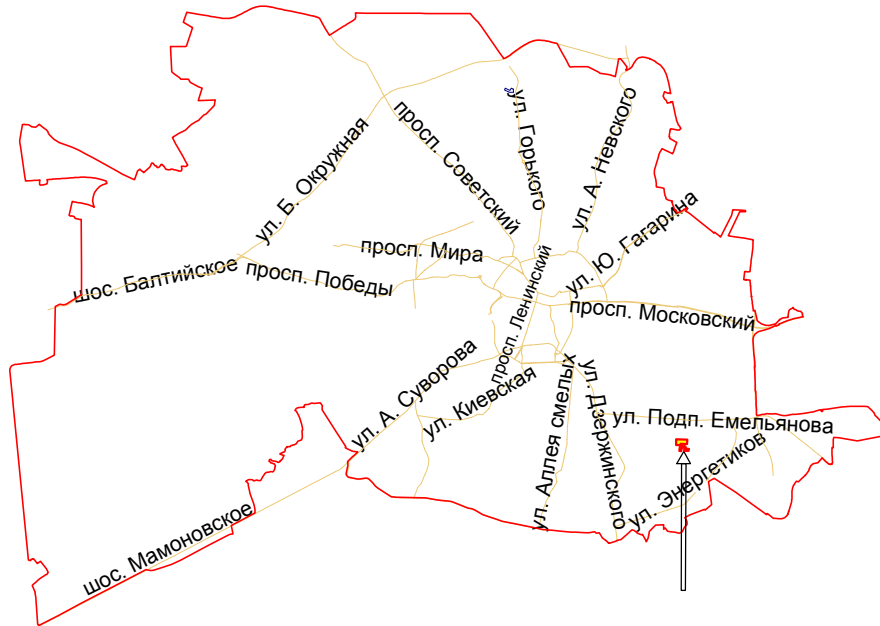 ул. Горького
ул. А. Невского
просп. Советский
ул. Б. Окружная
ул. Ю. Гагарина
просп. Мира
шос. Балтийское
просп. Победы
просп. Ленинский
просп. Московский
ул. А. Суворова
ул. Киевская
ул. Аллея смелых
ул. Дзержинского
ул. Подп. Емельянова
ул. Энергетиков
шос. Мамоновское